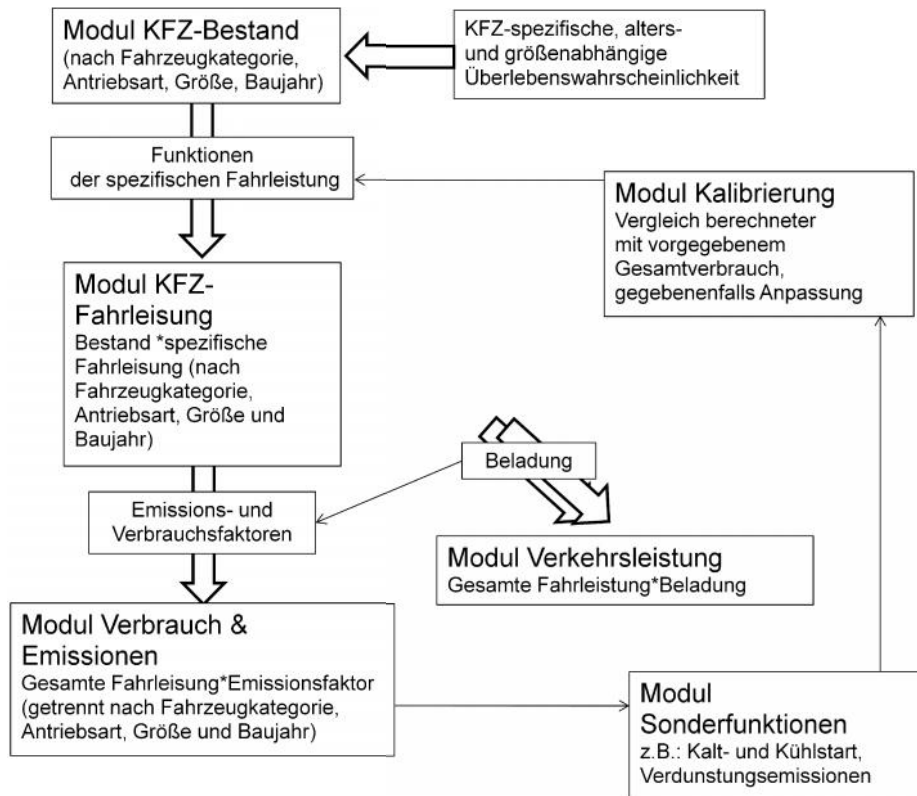 Modul KFZ-Bestand
(nach Fahrzeugkategorie,
Antriebsart, Größe, Baujahr)
KFZ-spezifische, alters-
und größenabhängige
Überlebenswahrscheinlichkeit
Funktionen
der spezifischen Fahrleistung
Modul Kalibrierung
Vergleich berechneter
mit vorgegebenem
Gesamtverbrauch,
gegebenenfalls Anpassung
Modul KFZ-
Fahrleisung
Bestand *spezifische
Fahrleisung (nach
Fahrzeugkategorie,
Antriebsart, Größe und
Baujahr)
Beladung
Emissions- und
Verbrauchsfaktoren
Modul Verkehrsleistung
Gesamte Fahrleistung*Beladung
Modul Verbrauch &
Emissionen
Gesamte Fahrleisung*Emissionsfaktor
(getrennt nach Fahrzeugkategorie,
Antriebsart, Größe und Baujahr)
Modul
Sonderfunktionen
z.B.: Kalt- und Kühlstart,
Verdunstungsemissionen